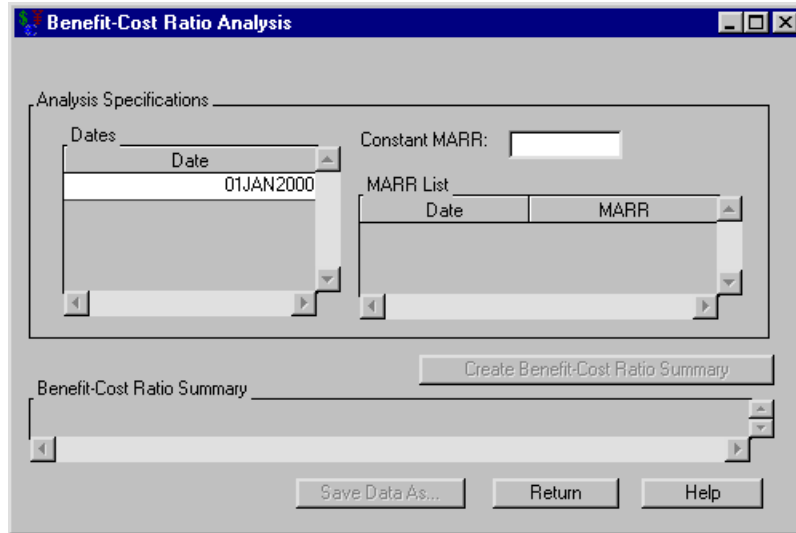 Benefit-Cost Ratio Analysis
Analysis Specifications
Dates
Date
01JAN2000
Constant MARR:
MARR List
Date MARR
Create Benefit-Cost Ratio Summary
Benefit-Cost Ratio Summary
Save Data As... Return Help